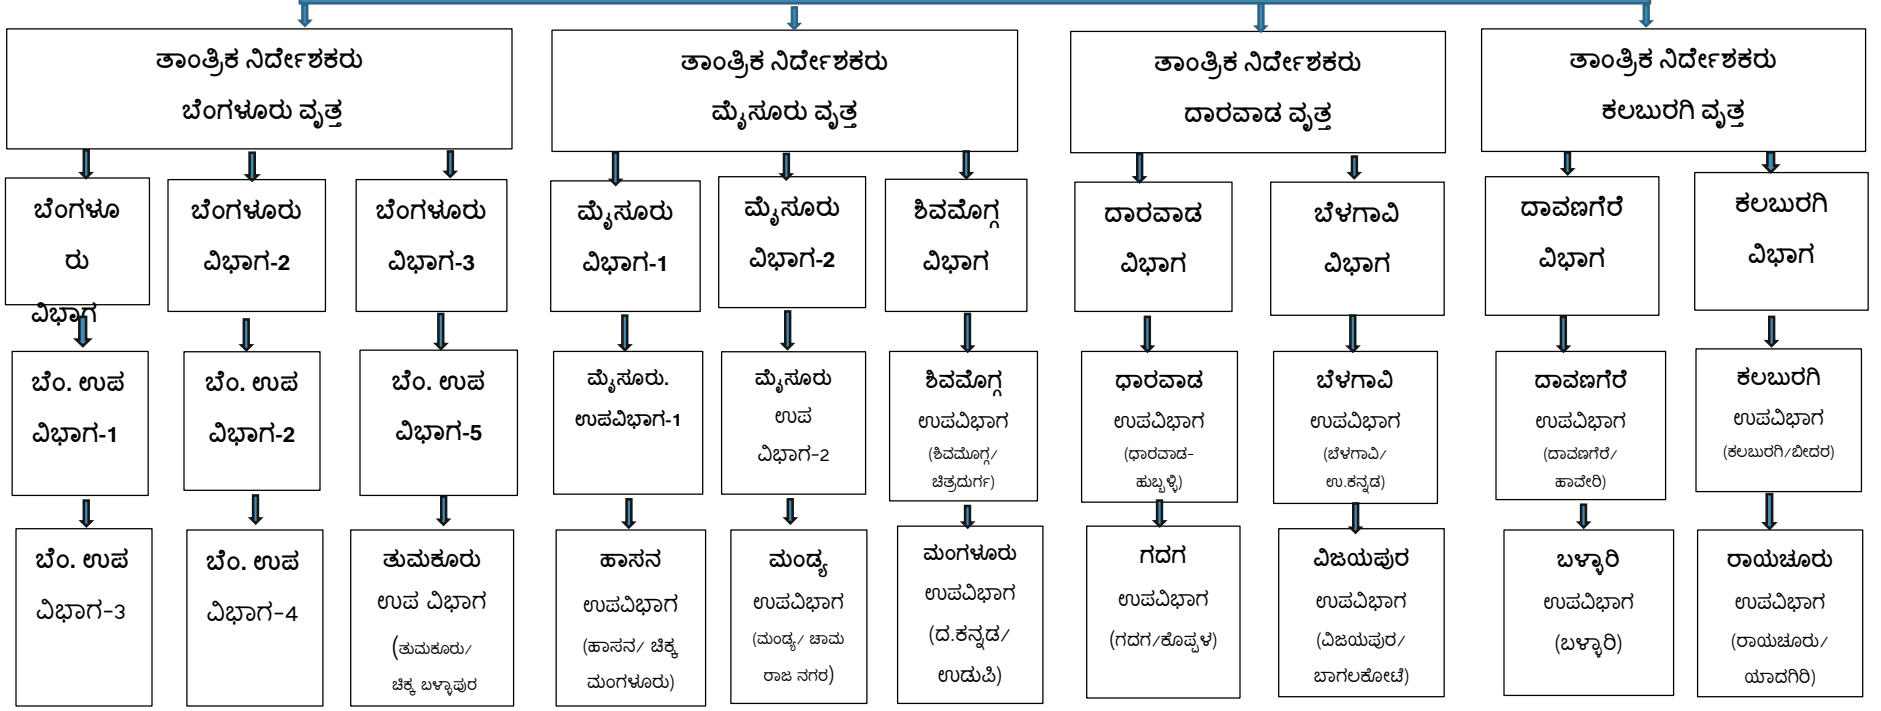 ತಾಂತ್ರಿಕ ನಿರ್ದೇಶಕರು
ಬೆಂಗಳೂರು ವೃತ್ತ
ತಾಂತ್ರಿಕ ನಿರ್ದೇಶಕರು
ಮೈಸೂರು ವೃತ್ತ
ತಾಂತ್ರಿಕ ನಿರ್ದೇಶಕರು
ದಾರವಾಡ ವೃತ್ತ
ತಾಂತ್ರಿಕ ನಿರ್ದೇಶಕರು
ಕಲಬುರಗಿ ವೃತ್ತ
ಬೆಂಗಳೂ
ರು
ವಿಭಾಗ
ಬೆಂಗಳೂರು
ವಿಭಾಗ-2
ಬೆಂಗಳೂರು
ವಿಭಾಗ-3
ಮೈಸೂರು
ವಿಭಾಗ-1
ಮೈಸೂರು
ವಿಭಾಗ-2
ಶಿವಮೊಗ್ಗ
ವಿಭಾಗ
ದಾರವಾಡ
ವಿಭಾಗ
ಬೆಳಗಾವಿ
ವಿಭಾಗ
ದಾವಣಗೆರೆ
ವಿಭಾಗ
ಕಲಬುರಗಿ
ವಿಭಾಗ
ಬೆಂ. ಉಪ
ವಿಭಾಗ-1
ಬೆಂ. ಉಪ
ವಿಭಾಗ-2
ಬೆಂ. ಉಪ
ವಿಭಾಗ-5
ಮೈಸೂರು.
ಉಪವಿಭಾಗ-1
ಮೈಸೂರು
ಉಪ
ವಿಭಾಗ-2
ಶಿವಮೊಗ್ಗ
ಉಪವಿಭಾಗ
(ಶಿವಮೊಗ್ಗ/
ಚಿತ್ರದುರ್ಗ)
ಧಾರವಾಡ
ಉಪವಿಭಾಗ
(ಧಾರವಾಡ-
ಹುಬ್ಬಳ್ಳಿ)
ಬೆಳಗಾವಿ
ಉಪವಿಭಾಗ
(ಬೆಳಗಾವಿ/
ಉ.ಕನ್ನಡ)
ದಾವಣಗೆರೆ
ಉಪವಿಭಾಗ
(ದಾವಣಗೆರೆ/
ಹಾವೇರಿ)
ಕಲಬುರಗಿ
ಉಪವಿಭಾಗ
(ಕಲಬುರಗಿ/ಬೀದರ)
ಬೆಂ. ಉಪ
ವಿಭಾಗ-3
ಬೆಂ. ಉಪ
ವಿಭಾಗ-4
ತುಮಕೂರು
ಉಪ ವಿಭಾಗ
(ತುಮಕೂರು/
ಚಿಕ್ಕ ಬಳ್ಳಾಪುರ
ಹಾಸನ
ಉಪವಿಭಾಗ
(ಹಾಸನ/ ಚಿಕ್ಕ
ಮಂಗಳೂರು)
ಮಂಡ್ಯ
ಉಪವಿಭಾಗ
(ಮಂಡ್ಯ/ ಚಾಮ
ರಾಜ ನಗರ)
ಮಂಗಳೂರು
ಉಪವಿಭಾಗ
(ದ.ಕನ್ನಡ/
ಉಡುಪಿ)
ಗದಗ
ಉಪವಿಭಾಗ
(ಗದಗ/ಕೊಪ್ಪಳ)
ವಿಜಯಪುರ
ಉಪವಿಭಾಗ
(ವಿಜಯಪುರ/
ಬಾಗಲಕೋಟೆ)
ಬಳ್ಳಾರಿ
ಉಪವಿಭಾಗ
(ಬಳ್ಳಾರಿ)
ರಾಯಚೂರು
ಉಪವಿಭಾಗ
(ರಾಯಚೂರು/
ಯಾದಗಿರಿ)